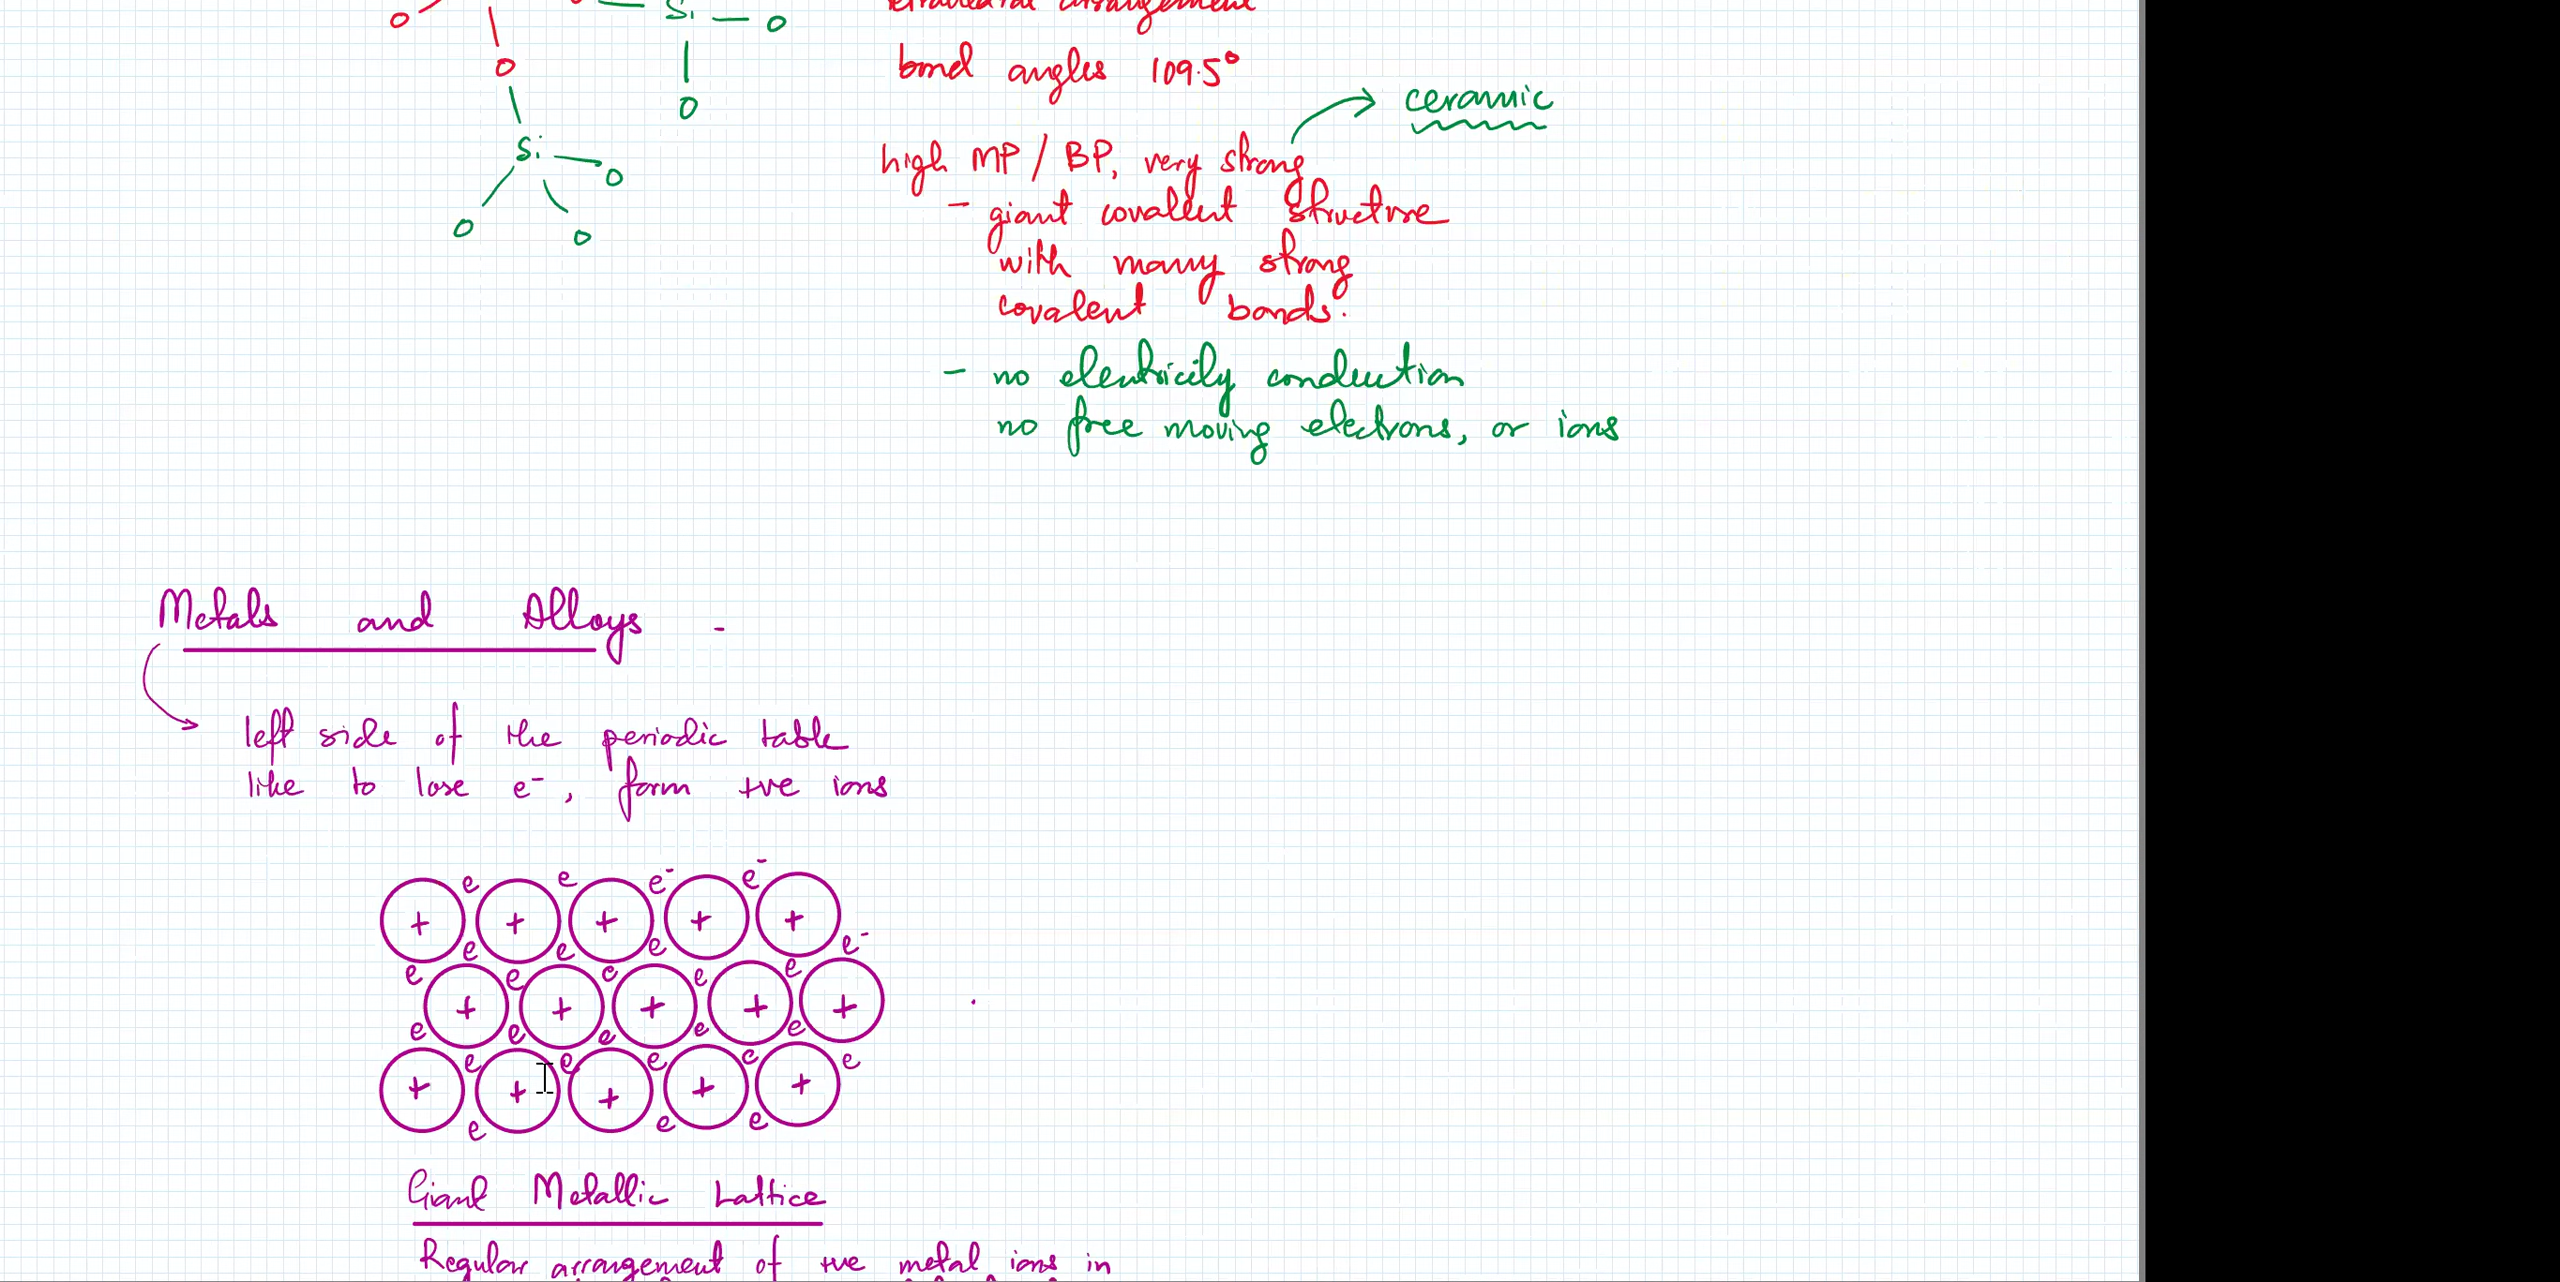 O
Si - O
O
O
Si
O
O
O
arrangement
bond angles 109.5°
ceramic
high MP / BP, very strong
- giant covalent structure
with many strong
covalent bonds.
- no electricity conduction
no free moving electrons, or ions
Metals and Alloys -
left side of the periodic table
like to lose e⁻, form +ve ions
e e e⁻ e⁻
+ + + + +
e e e e⁻
e e e e e
+ + + + +
e e e e e
e e e e e
+ + + + +
e e e
Giant Metallic Lattice
Regular arrangement of +ve metal ions in